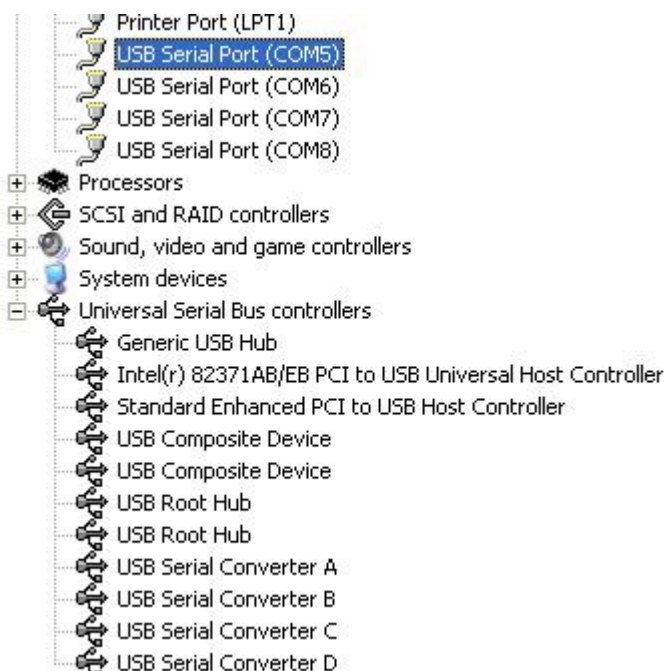 Printer Port (LPT1)
USB Serial Port (COM5)
USB Serial Port (COM6)
USB Serial Port (COM7)
USB Serial Port (COM8)
Processors
SCSI and RAID controllers
Sound, video and game controllers
System devices
Universal Serial Bus controllers
Generic USB Hub
Intel(r) 82371AB/EB PCI to USB Universal Host Controller
Standard Enhanced PCI to USB Host Controller
USB Composite Device
USB Composite Device
USB Root Hub
USB Root Hub
USB Serial Converter A
USB Serial Converter B
USB Serial Converter C
USB Serial Converter D